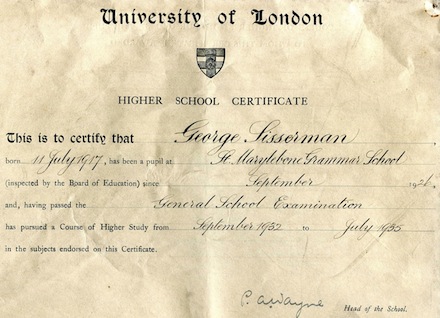 University of London
HIGHER SCHOOL CERTIFICATE
This is to certify that George Sisserman
born 11 July 1917, has been a pupil at St. Marylebone Grammar School
(inspected by the Board of Education) since September 1926,
and, having passed the General School Examination
has pursued a Course of Higher Study from September 1932 to July 1935
in the subjects endorsed on this Certificate.
P. Wayne Head of the School.